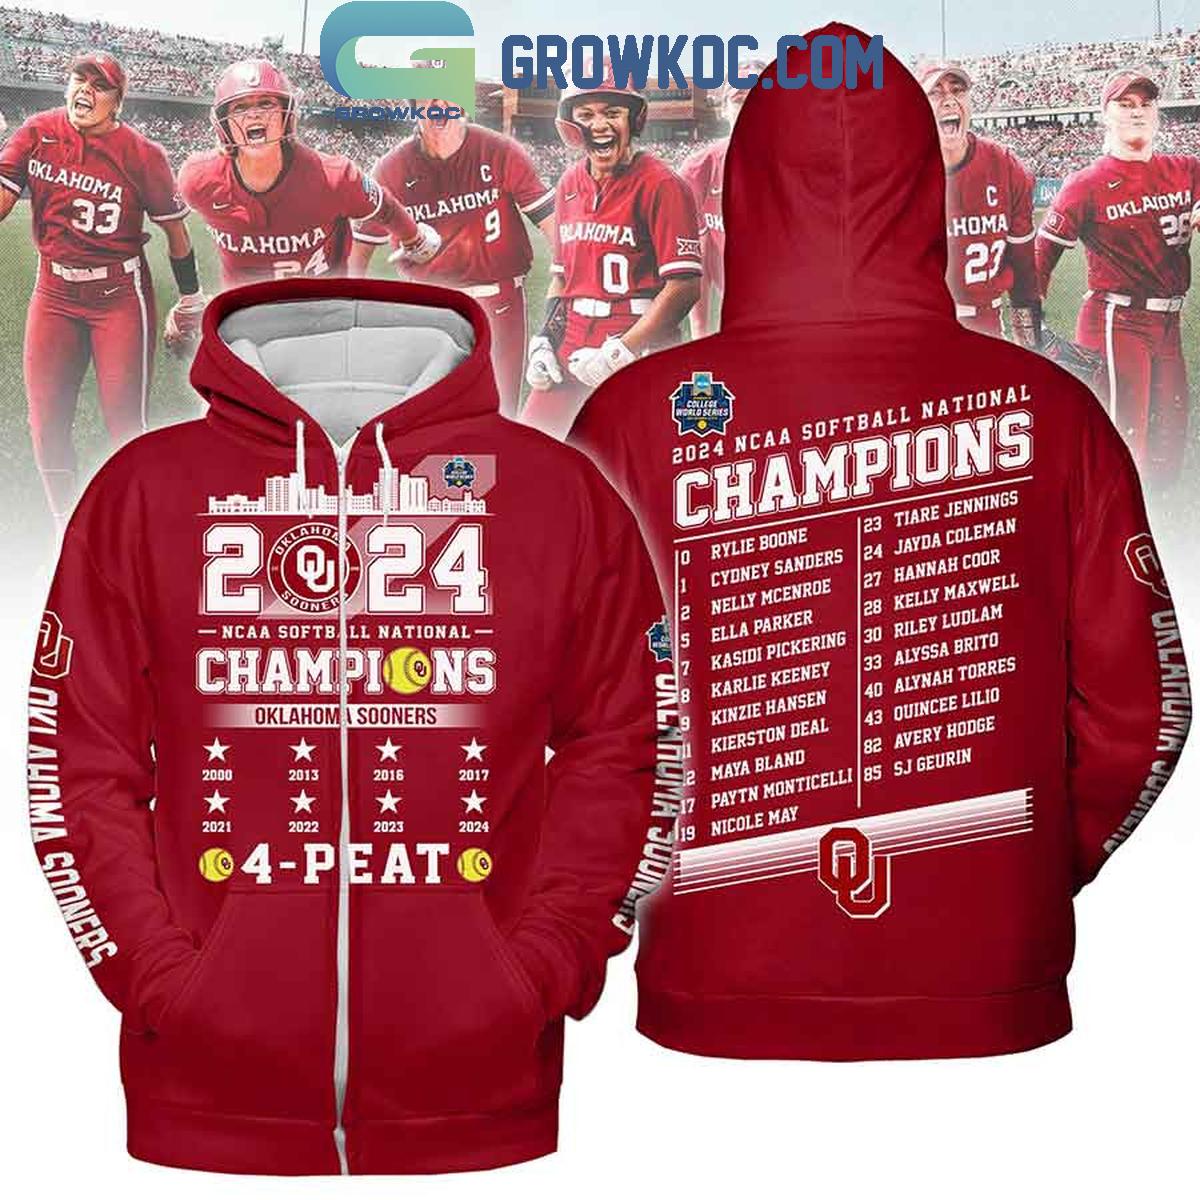 GROWKOC
GROWKOC.COM
OKLAHOMA
33
OKLAHOMA
24
C
OKLAHOMA
9
OKLAHOMA
0
C
23
OKLAHOMA
36
2024
OKLAHOMA
OU
SOONERS
NCAA SOFTBALL NATIONAL
CHAMPIONS
OKLAHOMA SOONERS
2000 2013 2016 2017
2021 2022 2023 2024
4-PEAT
OKLAHOMA SOONERS
COLLEGE
WORLD SERIES
2024 NCAA SOFTBALL NATIONAL
CHAMPIONS
0 RYLIE BOONE
1 CYDNEY SANDERS
2 NELLY MCENROE
5 ELLA PARKER
7 KASIDI PICKERING
8 KARLIE KEENEY
9 KINZIE HANSEN
11 KIERSTON DEAL
12 MAYA BLAND
17 PAYTN MONTICELLI
19 NICOLE MAY
23 TIARE JENNINGS
24 JAYDA COLEMAN
27 HANNAH COOR
28 KELLY MAXWELL
30 RILEY LUDLAM
33 ALYSSA BRITO
40 ALYNAH TORRES
43 QUINCEE LILIO
82 AVERY HODGE
85 SJ GEURIN
OU
OKLAHOMA SOONERS
OKLAHOMA SOONERS